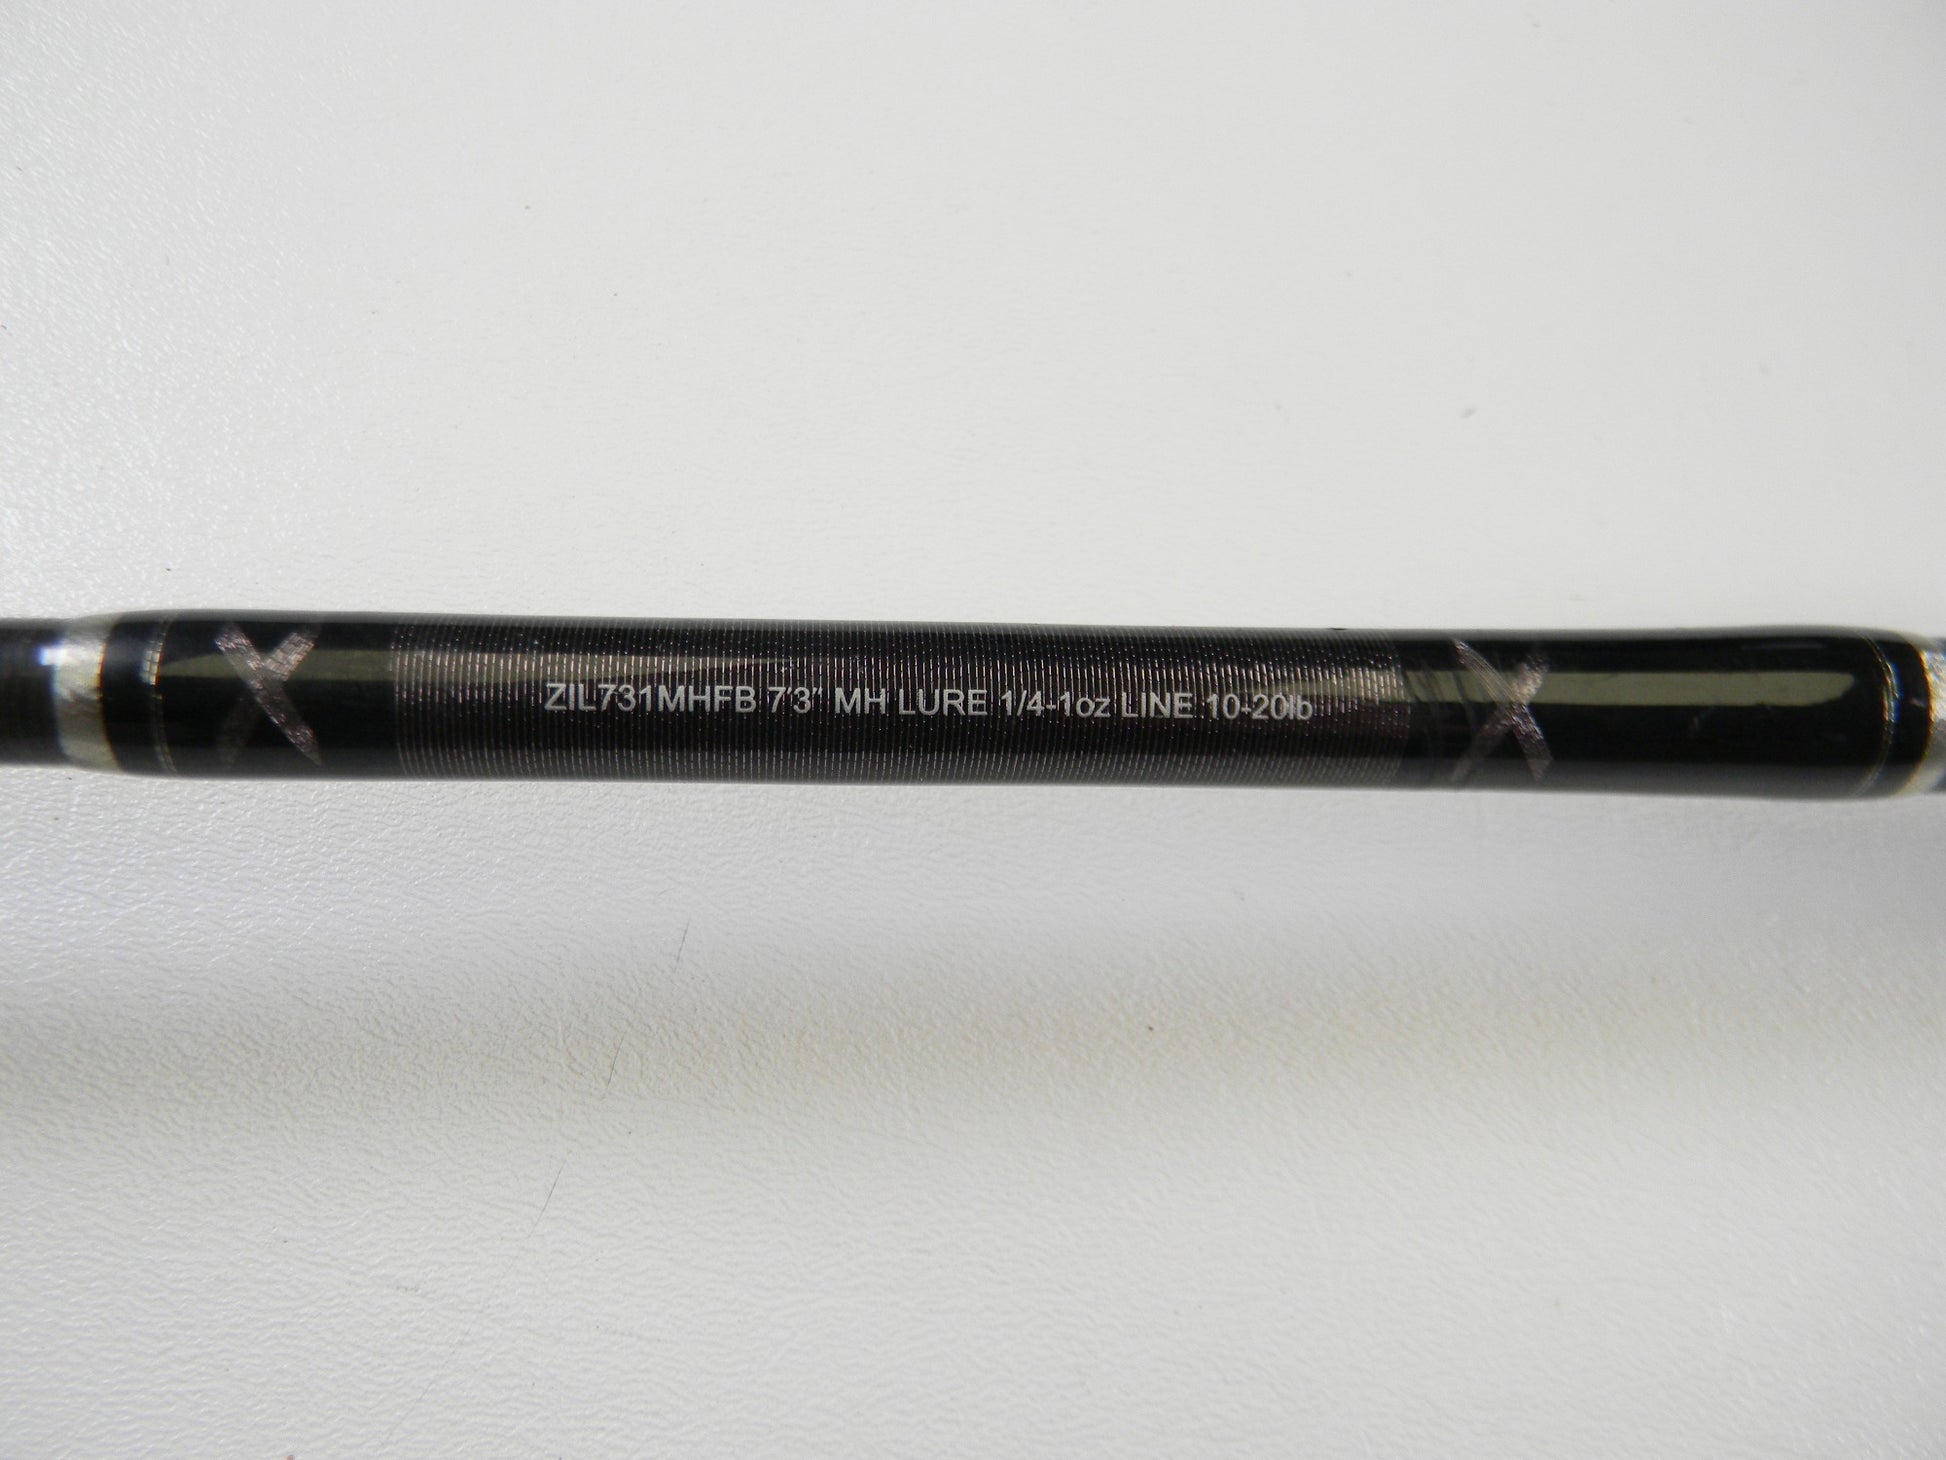 ZIL731MHFB 7'3" MH LURE 1/4-1oz LINE 10-20lb